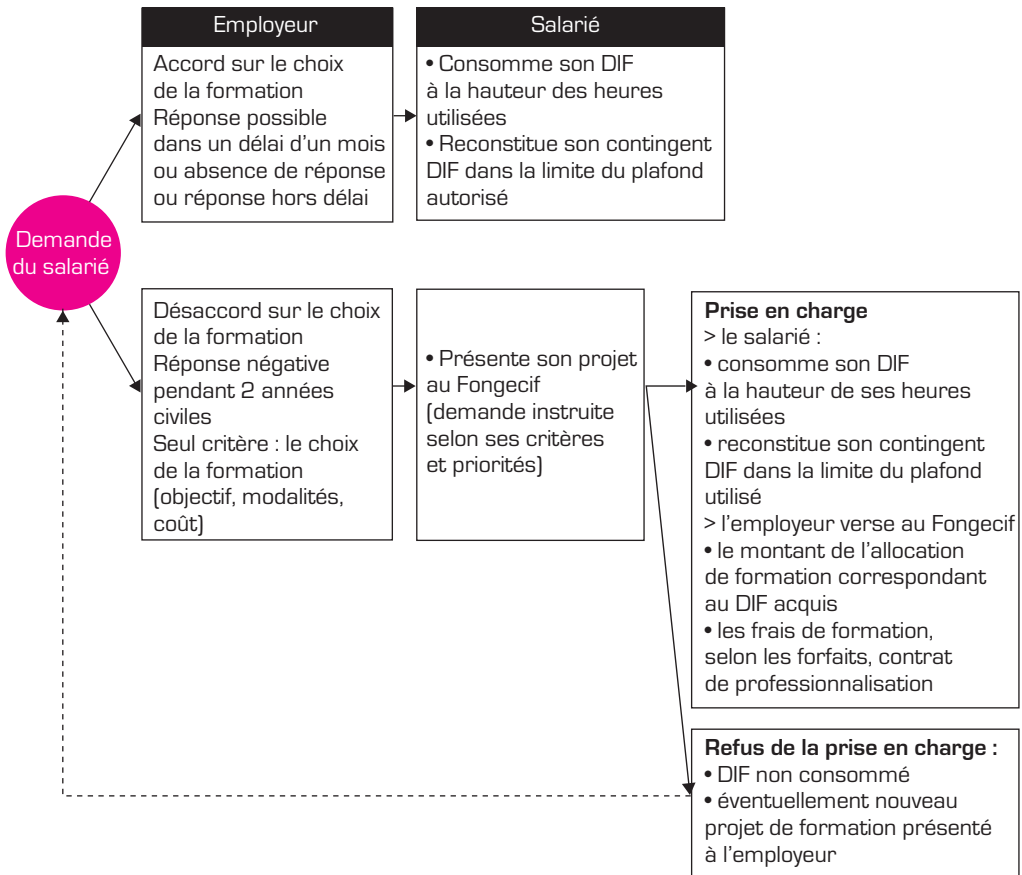 Employeur
Salarié
Accord sur le choix
de la formation
Réponse possible
dans un délai d'un mois
ou absence de réponse
ou réponse hors délai
• Consomme son DIF
à la hauteur des heures
utilisées
• Reconstitue son contingent
DIF dans la limite du plafond
autorisé
Demande
du salarié
Désaccord sur le choix
de la formation
Réponse négative
pendant 2 années
civiles
Seul critère : le choix
de la formation
(objectif, modalités,
coût)
• Présente son projet
au Fongecif
(demande instruite
selon ses critères
et priorités)
Prise en charge
> le salarié :
• consomme son DIF
à la hauteur de ses heures
utilisées
• reconstitue son contingent
DIF dans la limite du plafond
utilisé
> l'employeur verse au Fongecif
• le montant de l'allocation
de formation correspondant
au DIF acquis
• les frais de formation,
selon les forfaits, contrat
de professionnalisation
Refus de la prise en charge :
• DIF non consommé
• éventuellement nouveau
projet de formation présenté
à l'employeur